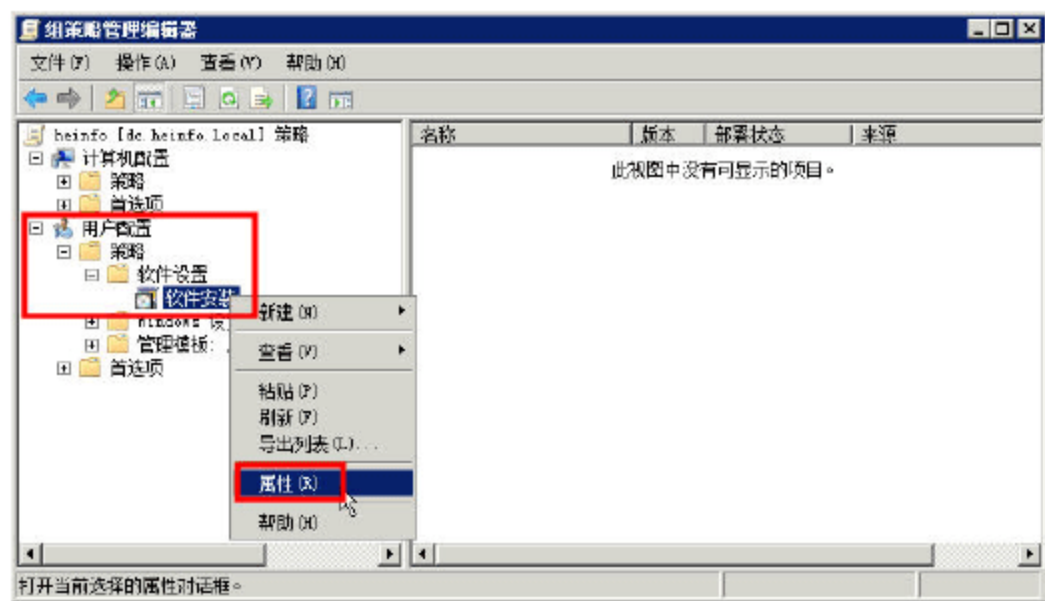 组策略管理编辑器
文件(F) 操作(A) 查看(V) 帮助(H)
heinfo [dc.heinfo.local] 策略
计算机配置
策略
首选项
用户配置
策略
软件设置
软件安装
Windows 设
管理模板:
首选项
名称 版本 部署状态 来源
此视图中没有可显示的项目。
新建(N)
查看(V)
粘贴(P)
刷新(F)
导出列表(L)....
属性(R)
帮助(H)
打开当前选择的属性对话框。